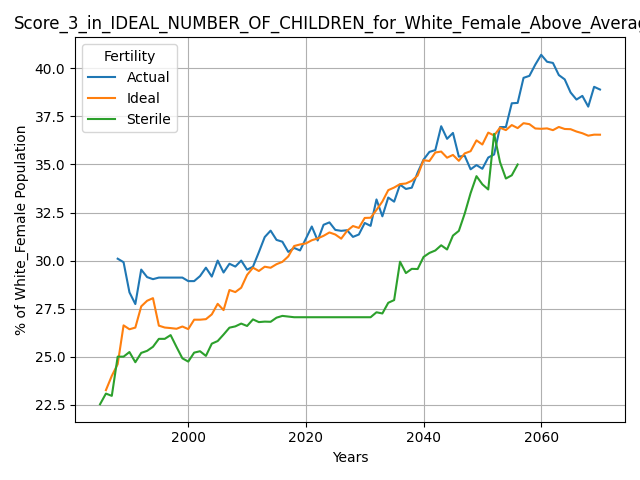 Score_3_in_IDEAL_NUMBER_OF_CHILDREN_for_White_Female_Above_Averag
Fertility
Actual
Ideal
Sterile
% of White_Female Population
40.0
37.5
35.0
32.5
30.0
27.5
25.0
22.5
2000
2020
2040
2060
Years